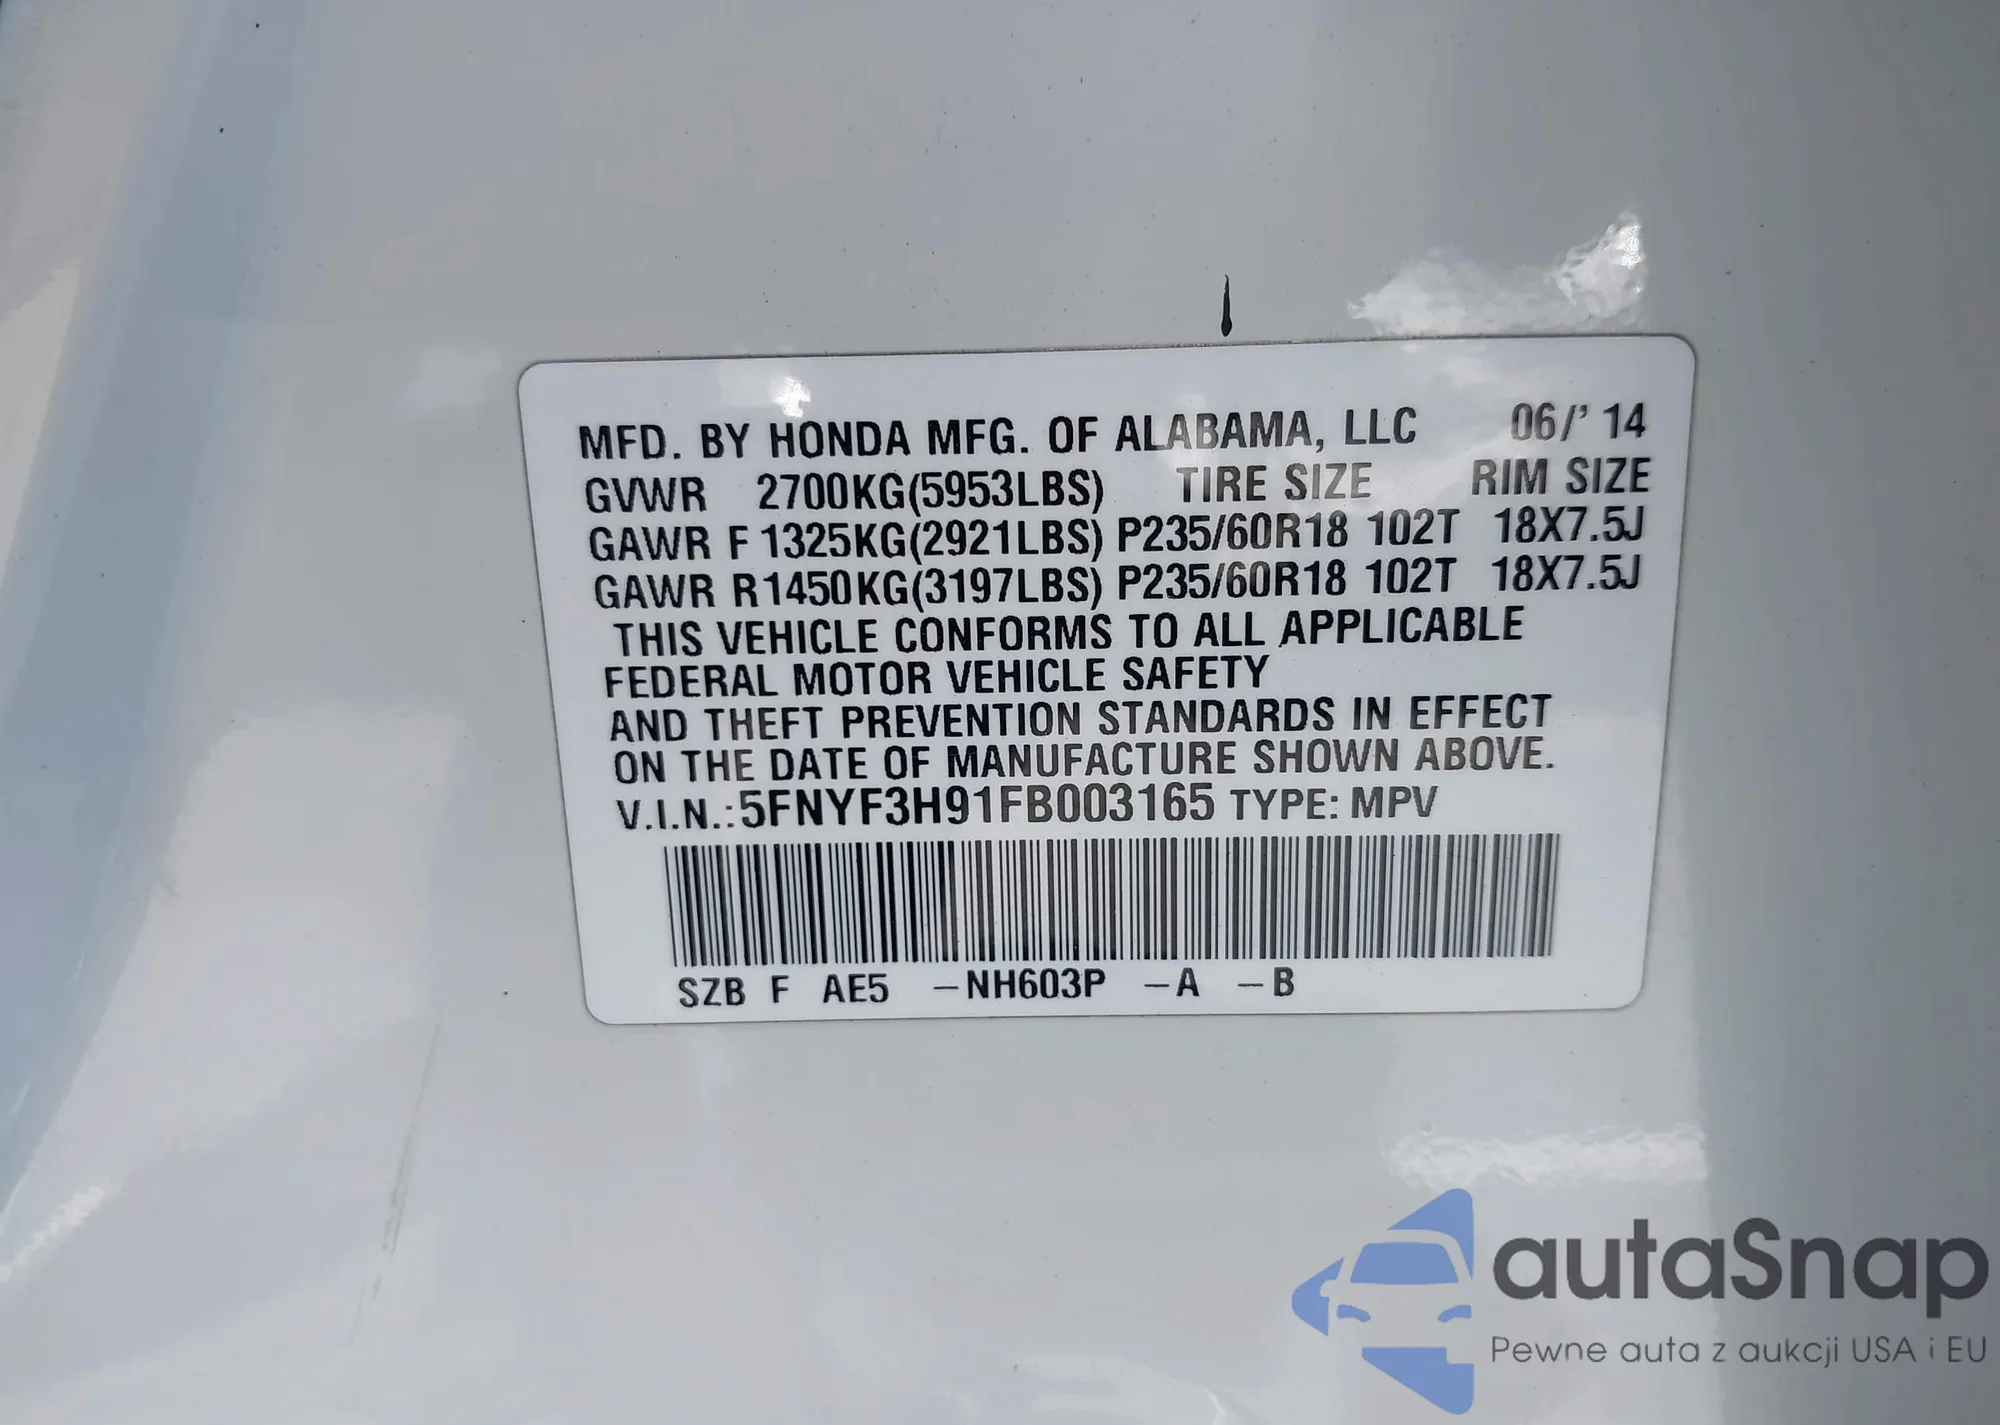 MFD. BY HONDA MFG. OF ALABAMA, LLC 06/'14
GVWR 2700KG(5953LBS) TIRE SIZE RIM SIZE
GAWR F 1325KG(2921LBS) P235/60R18 102T 18X7.5J
GAWR R1450KG(3197LBS) P235/60R18 102T 18X7.5J
THIS VEHICLE CONFORMS TO ALL APPLICABLE
FEDERAL MOTOR VEHICLE SAFETY
AND THEFT PREVENTION STANDARDS IN EFFECT
ON THE DATE OF MANUFACTURE SHOWN ABOVE.
V.I.N.:5FNYF3H91FB003165 TYPE: MPV
SZB F AE5 -NH603P -A -B
autaSnap
Pewne auta z aukcji USA i EU